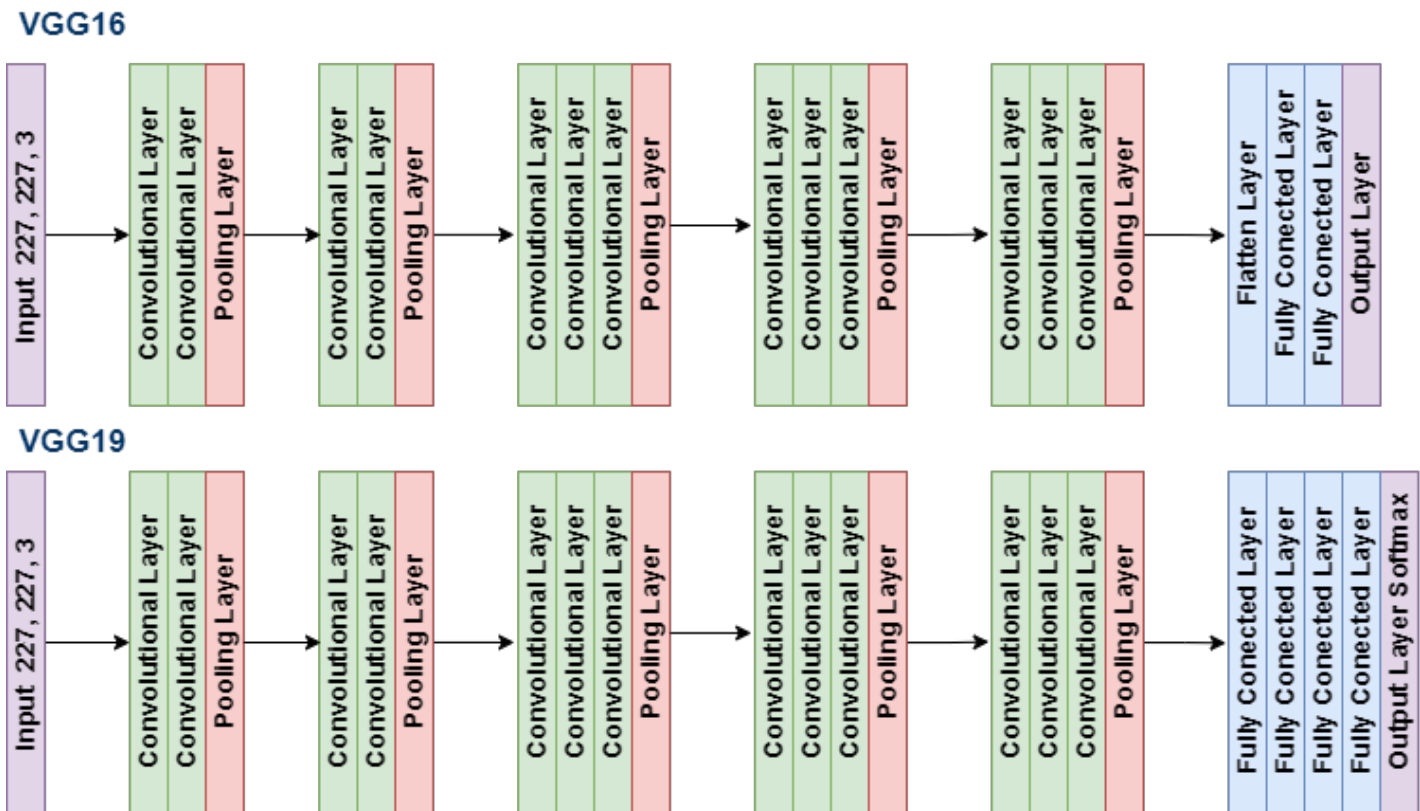 VGG16
Input 227, 227, 3
Convolutional Layer
Convolutional Layer
Pooling Layer
Convolutional Layer
Convolutional Layer
Pooling Layer
Convolutional Layer
Convolutional Layer
Convolutional Layer
Pooling Layer
Convolutional Layer
Convolutional Layer
Convolutional Layer
Pooling Layer
Convolutional Layer
Convolutional Layer
Convolutional Layer
Pooling Layer
Flatten Layer
Fully Conected Layer
Fully Conected Layer
Output Layer
VGG19
Input 227, 227, 3
Convolutional Layer
Convolutional Layer
Pooling Layer
Convolutional Layer
Convolutional Layer
Pooling Layer
Convolutional Layer
Convolutional Layer
Convolutional Layer
Pooling Layer
Convolutional Layer
Convolutional Layer
Convolutional Layer
Pooling Layer
Convolutional Layer
Convolutional Layer
Convolutional Layer
Pooling Layer
Fully Conected Layer
Fully Conected Layer
Fully Conected Layer
Fully Conected Layer
Output Layer Softmax